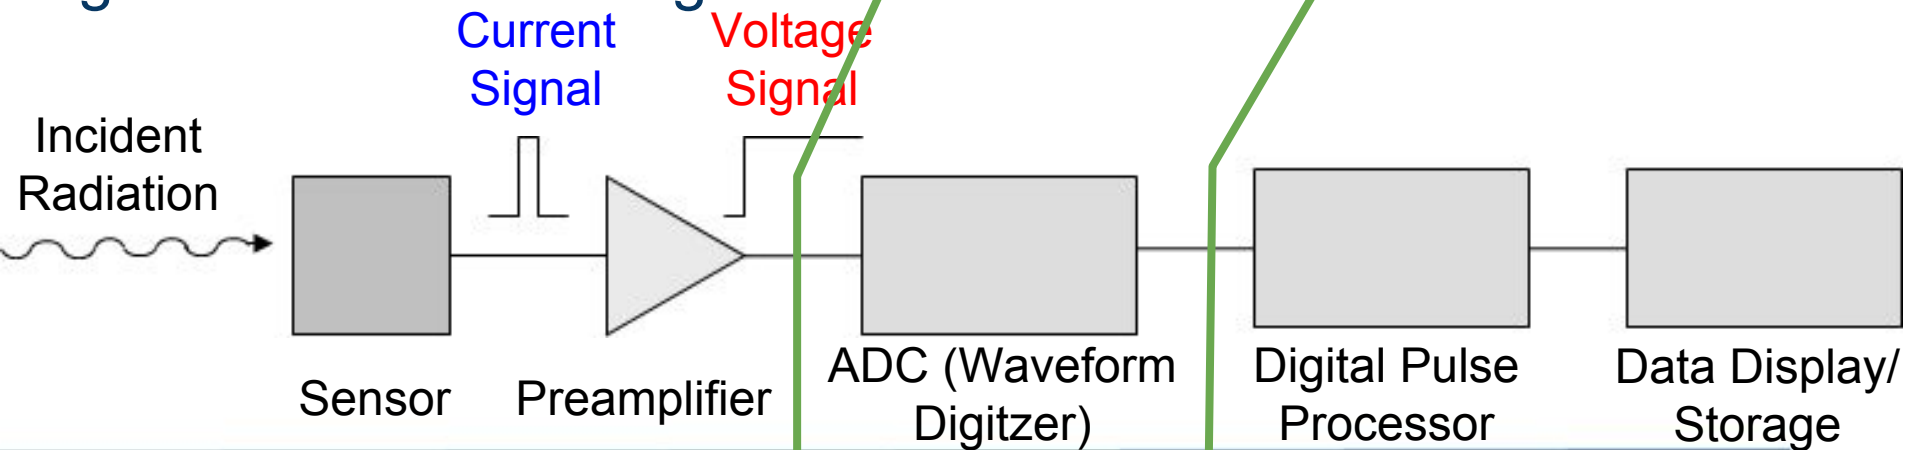 Current
Signal
Voltage
Signal
Incident
Radiation
Sensor
Preamplifier
ADC (Waveform
Digitzer)
Digital Pulse
Processor
Data Display/
Storage